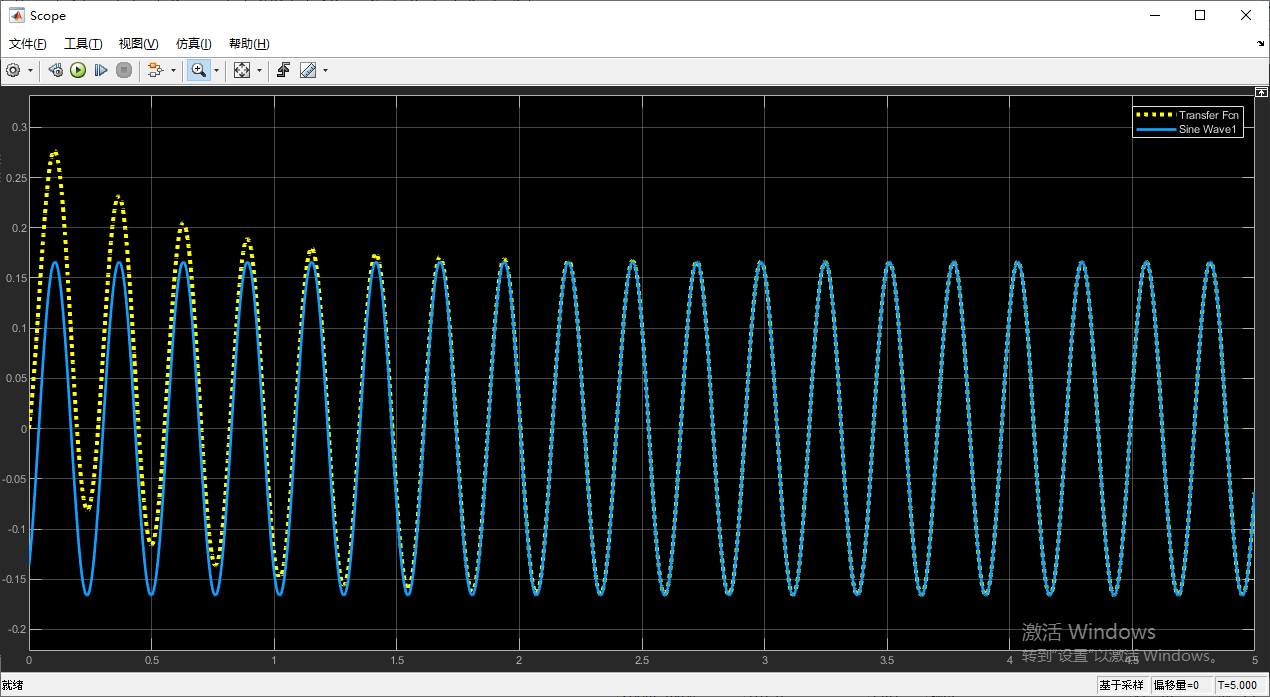 Scope
文件(F) 工具(T) 视图(V) 仿真(I) 帮助(H)
Transfer Fcn
Sine Wave1
0.3
0.25
0.2
0.15
0.1
0.05
0
-0.05
-0.1
-0.15
-0.2
0 0.5 1 1.5 2 2.5 3 3.5 4 4.5 5
激活 Windows
转到"设置"以激活 Windows。
就绪 基于采样 偏移量=0 T=5.000